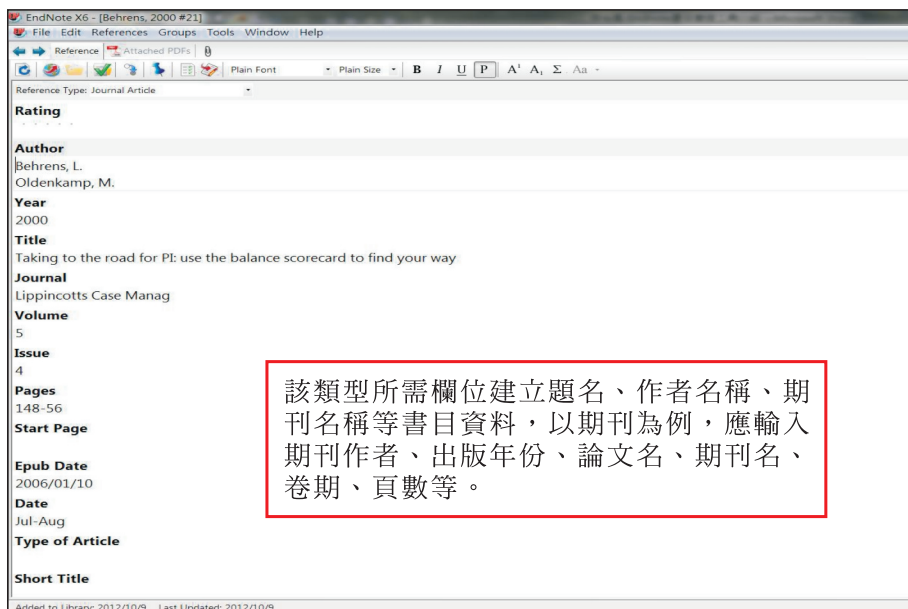 EndNote X6 - [Behrens, 2000 #21]
File Edit References Groups Tools Window Help
Reference Attached PDFs
Plain Font Plain Size B I U P A¹ A₁ Σ Aa
Reference Type: Journal Article
Rating
Author
Behrens, L.
Oldenkamp, M.
Year
2000
Title
Taking to the road for PI: use the balance scorecard to find your way
Journal
Lippincotts Case Manag
Volume
5
Issue
4
Pages
148-56
Start Page
Epub Date
2006/01/10
Date
Jul-Aug
Type of Article
Short Title
該類型所需欄位建立題名、作者名稱、期
刊名稱等書目資料，以期刊為例，應輸入
期刊作者、出版年份、論文名、期刊名、
卷期、頁數等。
Added to Library: 2012/10/9 Last Updated: 2012/10/9